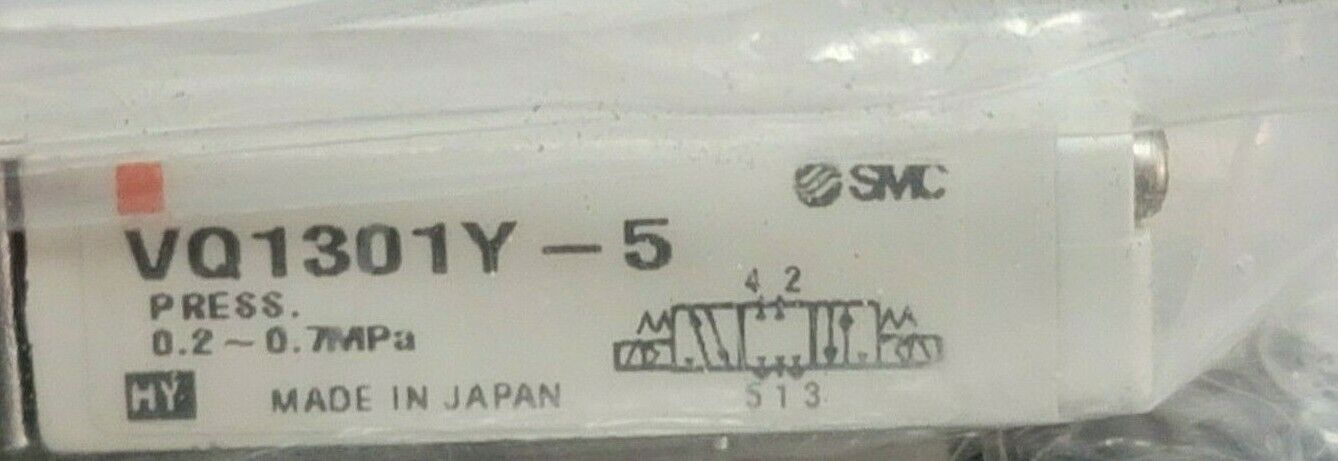 SMC
VQ1301Y-5
PRESS.
0.2~0.7MPa
4 2
5 1 3
HY
MADE IN JAPAN